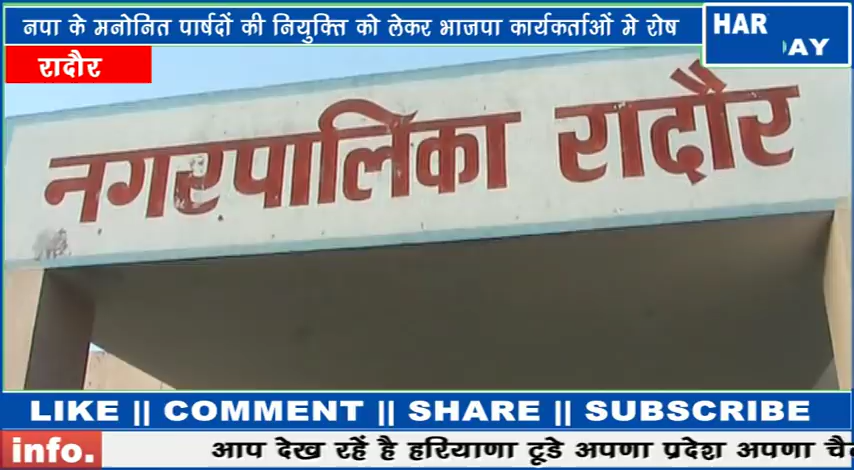 नपा के मनोनित पार्षदों की नियुक्ति को लेकर भाजपा कार्यकर्ताओं मे रोष
HAR
AY
रादौर
नगरपालिका रादौर
LIKE || COMMENT || SHARE || SUBSCRIBE
info.
आप देख रहें है हरियाणा टूडे अपणा प्रदेश अपणा